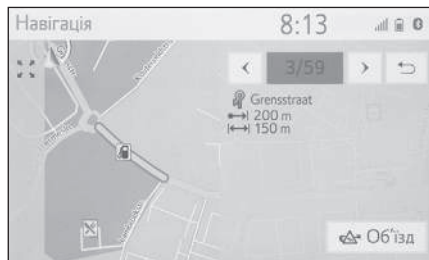 Навігація 8:13
3/59
Grensstraat
200 m
150 m
Об'їзд